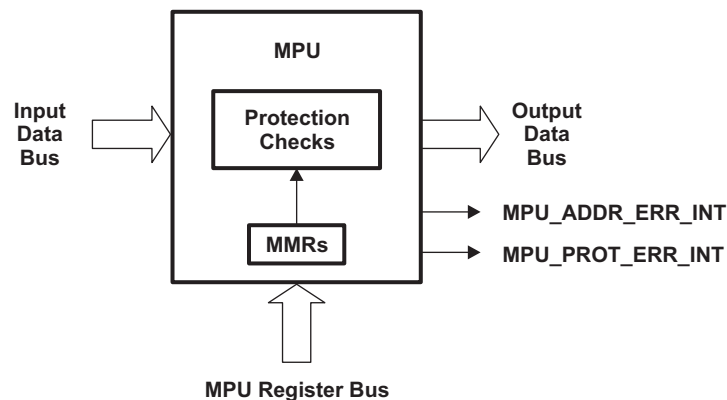 MPU
Input
Data
Bus
Protection
Checks
Output
Data
Bus
MPU_ADDR_ERR_INT
MMRs
MPU_PROT_ERR_INT
MPU Register Bus